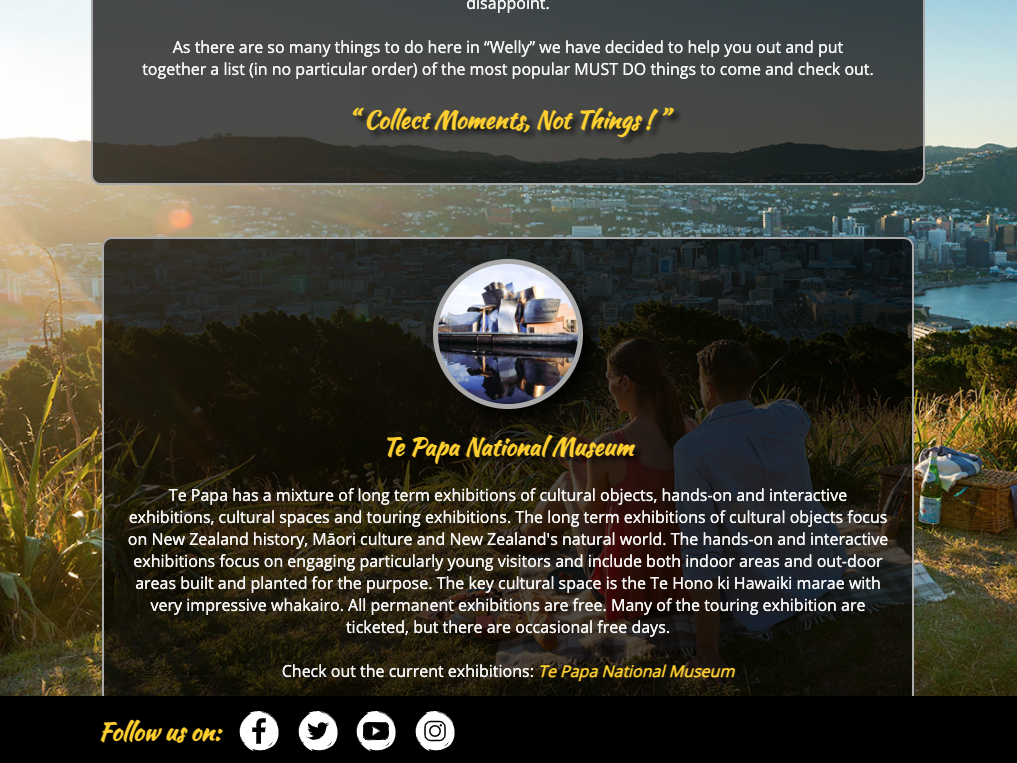 disappoint.
As there are so many things to do here in “Welly” we have decided to help you out and put
together a list (in no particular order) of the most popular MUST DO things to come and check out.
“ Collect Moments, Not Things ! ”
Te Papa National Museum
Te Papa has a mixture of long term exhibitions of cultural objects, hands-on and interactive
exhibitions, cultural spaces and touring exhibitions. The long term exhibitions of cultural objects focus
on New Zealand history, Māori culture and New Zealand's natural world. The hands-on and interactive
exhibitions focus on engaging particularly young visitors and include both indoor areas and out-door
areas built and planted for the purpose. The key cultural space is the Te Hono ki Hawaiki marae with
very impressive whakairo. All permanent exhibitions are free. Many of the touring exhibition are
ticketed, but there are occasional free days.
Check out the current exhibitions: Te Papa National Museum
Follow us on: